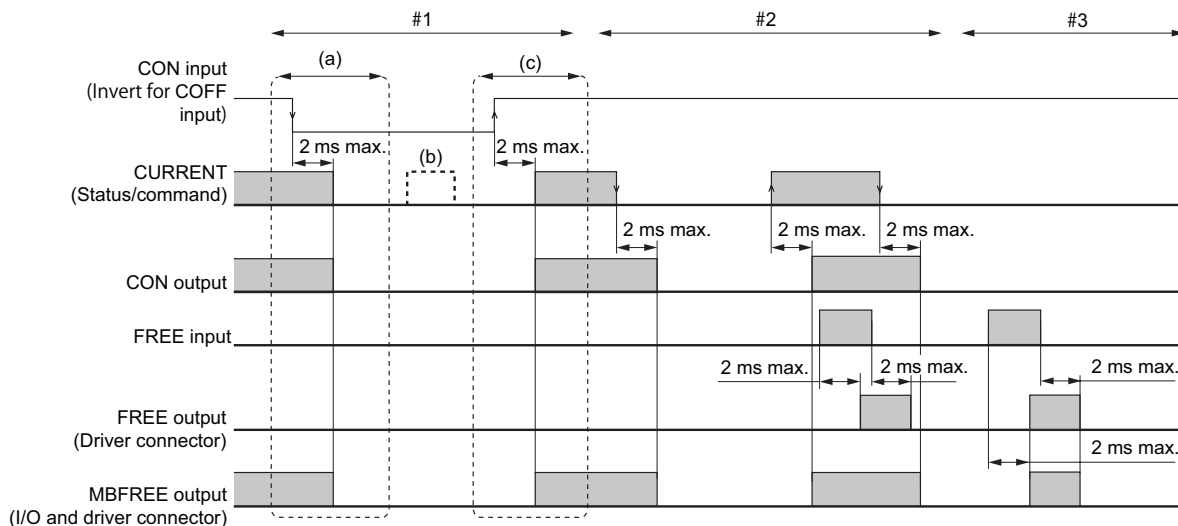 #1
#2
#3
(a)
(c)
CON input
(Invert for COFF
input)
2 ms max.
2 ms max.
(b)
CURRENT
(Status/command)
2 ms max.
2 ms max.
2 ms max.
CON output
FREE input
2 ms max.
2 ms max.
2 ms max.
FREE output
(Driver connector)
2 ms max.
MBFREE output
(I/O and driver connector)